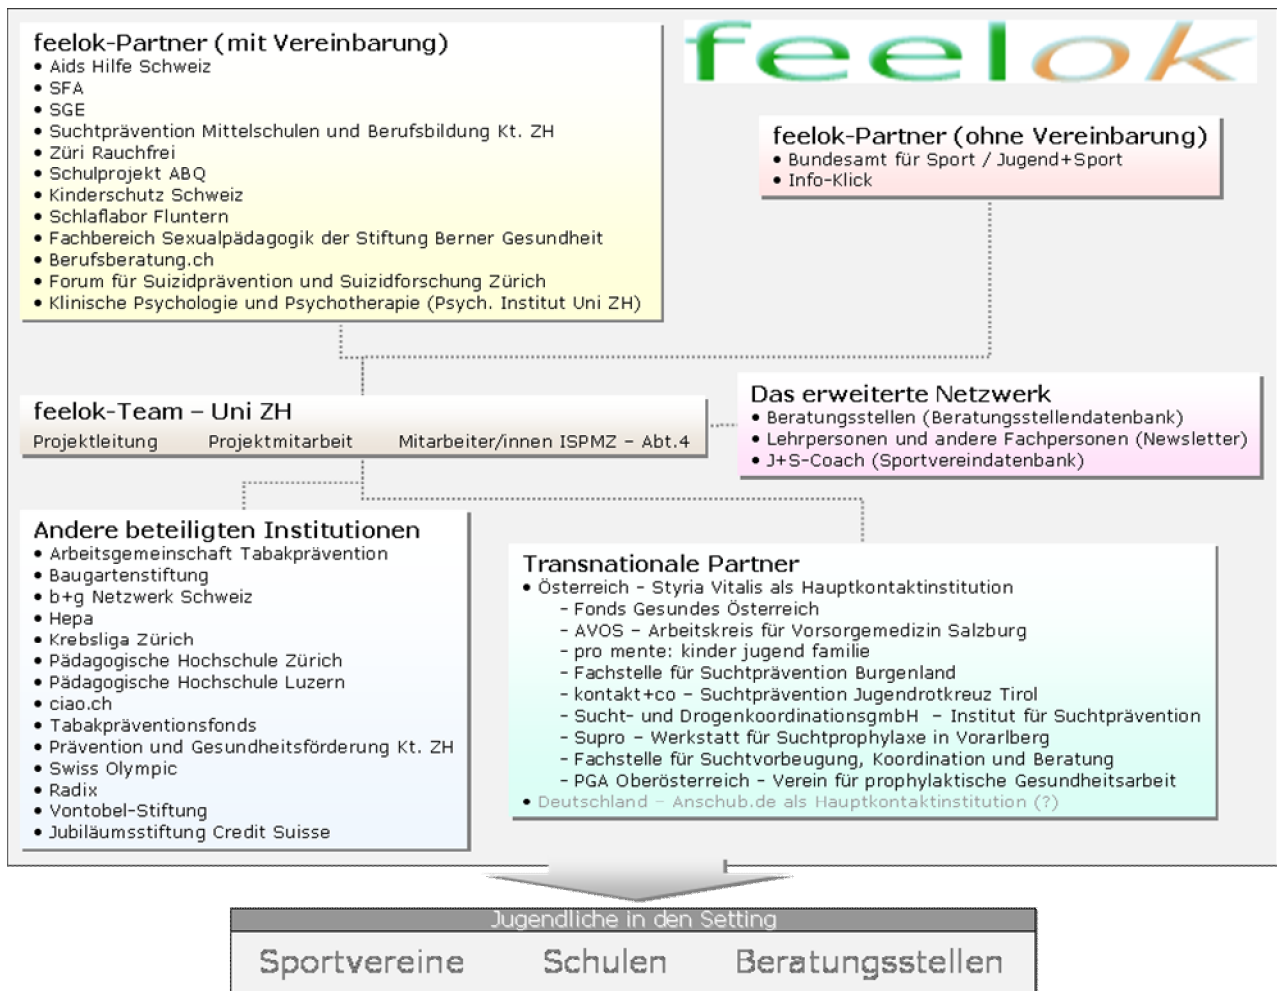 feelok-Partner (mit Vereinbarung)
• Aids Hilfe Schweiz
• SFA
• SGE
• Suchtprävention Mittelschulen und Berufsbildung Kt. ZH
• Züri Rauchfrei
• Schulprojekt ABQ
• Kinderschutz Schweiz
• Schlaflabor Fluntern
• Fachbereich Sexualpädagogik der Stiftung Berner Gesundheit
• Berufsberatung.ch
• Forum für Suizidprävention und Suizidforschung Zürich
• Klinische Psychologie und Psychotherapie (Psych. Institut Uni ZH)
feelok
feelok-Partner (ohne Vereinbarung)
• Bundesamt für Sport / Jugend+Sport
• Info-Klick
feelok-Team – Uni ZH
Projektleitung Projektmitarbeit Mitarbeiter/innen ISPMZ – Abt.4
Das erweiterte Netzwerk
• Beratungsstellen (Beratungsstellendatenbank)
• Lehrpersonen und andere Fachpersonen (Newsletter)
• J+S-Coach (Sportvereindatenbank)
Andere beteiligten Institutionen
• Arbeitsgemeinschaft Tabakprävention
• Baugartenstiftung
• b+g Netzwerk Schweiz
• Hepa
• Krebsliga Zürich
• Pädagogische Hochschule Zürich
• Pädagogische Hochschule Luzern
• ciao.ch
• Tabakpräventionsfonds
• Prävention und Gesundheitsförderung Kt. ZH
• Swiss Olympic
• Radix
• Vontobel-Stiftung
• Jubiläumsstiftung Credit Suisse
Transnationale Partner
• Österreich – Styria Vitalis als Hauptkontaktinstitution
– Fonds Gesundes Österreich
– AVOS – Arbeitskreis für Vorsorgemedizin Salzburg
– pro mente: kinder jugend familie
– Fachstelle für Suchtprävention Burgenland
– kontakt+co – Suchtprävention Jugendrotkreuz Tirol
– Sucht- und DrogenkoordinationsgmbH – Institut für Suchtprävention
– Supro – Werkstatt für Suchtprophylaxe in Vorarlberg
– Fachstelle für Suchtvorbeugung, Koordination und Beratung
– PGA Oberösterreich – Verein für prophylaktische Gesundheitsarbeit
• Deutschland – Anschub.de als Hauptkontaktinstitution (?)
Jugendliche in den Setting
Sportvereine Schulen Beratungsstellen